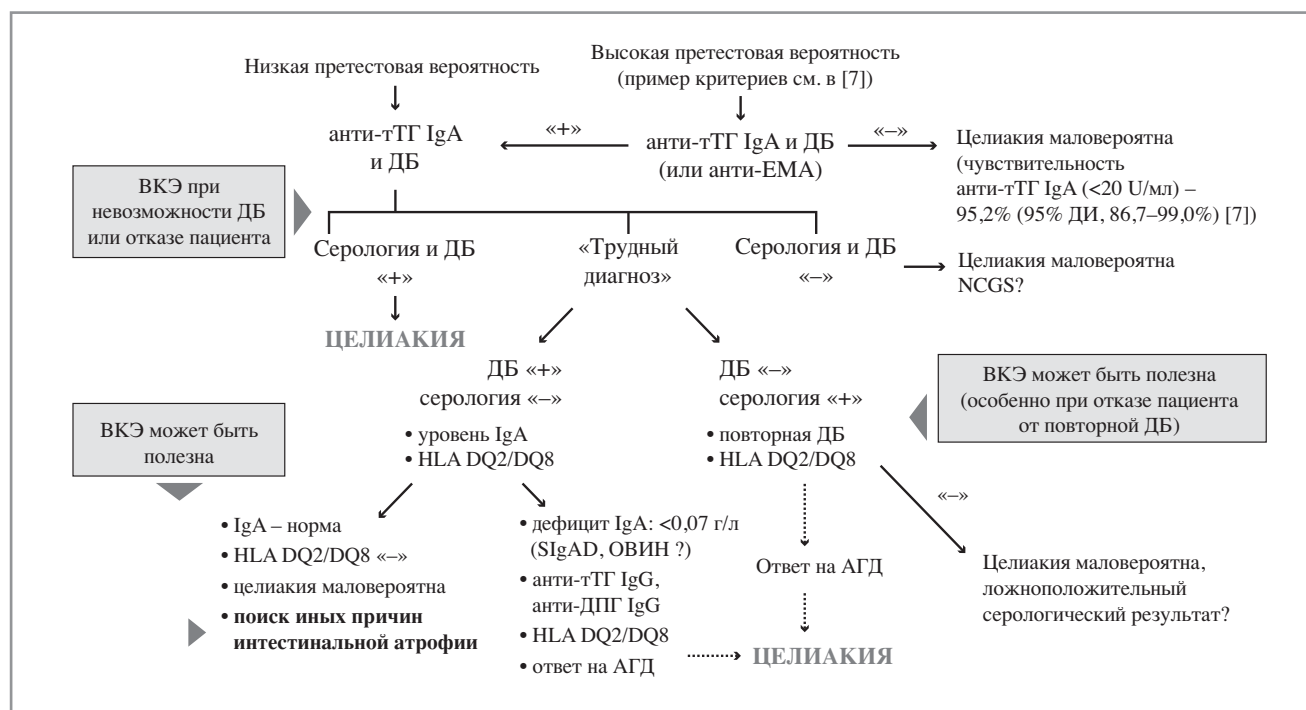 Низкая претестовая вероятность
Высокая претестовая вероятность
(пример критериев см. в [7])
анти-тТГ IgA
и ДБ
«+»
анти-тТГ IgA и ДБ
(или анти-EMA)
«–»
Целиакия маловероятна
(чувствительность
анти-тТГ IgA (<20 U/мл) –
95,2% (95% ДИ, 86,7–99,0%) [7])
ВКЭ при
невозможности ДБ
или отказе пациента
Серология и ДБ
«+»
«Трудный
диагноз»
Серология и ДБ
«–»
Целиакия маловероятна
NCGS?
ЦЕЛИАКИЯ
ДБ «+»
серология «–»
• уровень IgA
• HLA DQ2/DQ8
ДБ «–»
серология «+»
• повторная ДБ
• HLA DQ2/DQ8
ВКЭ может быть полезна
(особенно при отказе пациента
от повторной ДБ)
ВКЭ может быть
полезна
«–»
• IgA – норма
• HLA DQ2/DQ8 «–»
• целиакия маловероятна
• поиск иных причин
интестинальной атрофии
• дефицит IgA: <0,07 г/л
(SIgAD, ОВИН ?)
• анти-тТГ IgG,
анти-ДПГ IgG
• HLA DQ2/DQ8
• ответ на АГД
Ответ на АГД
ЦЕЛИАКИЯ
Целиакия маловероятна,
ложноположительный
серологический результат?